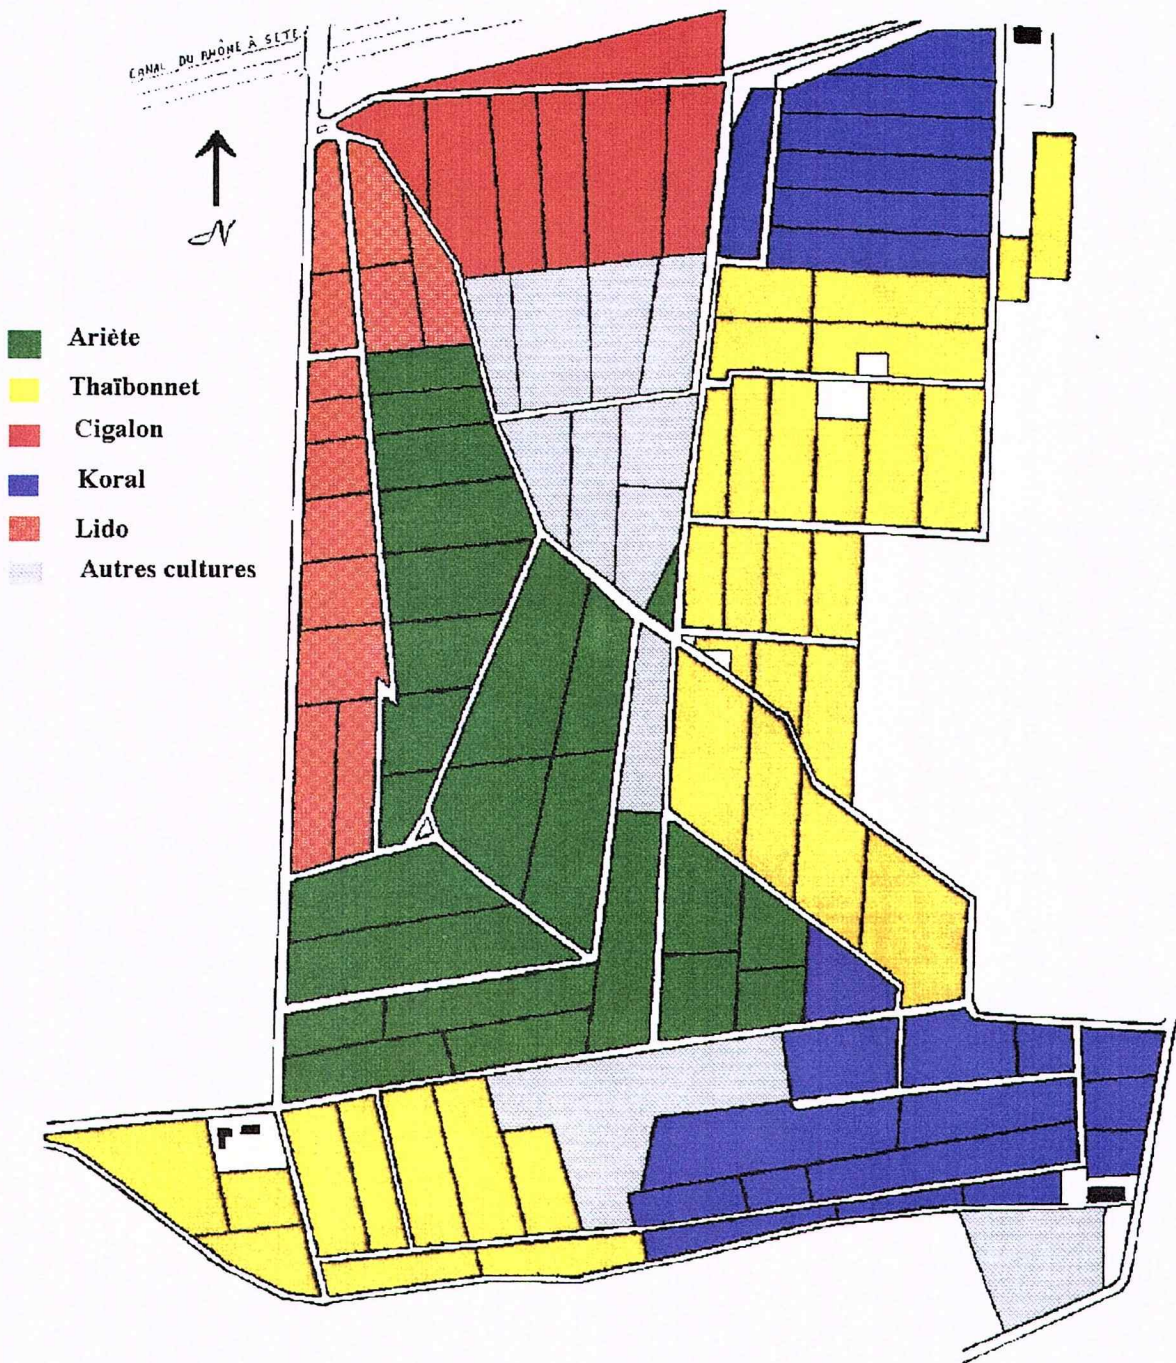 CANAL DU RHÔNE À SETE
N
Ariète
Thaïbonnet
Cigalon
Koral
Lido
Autres cultures